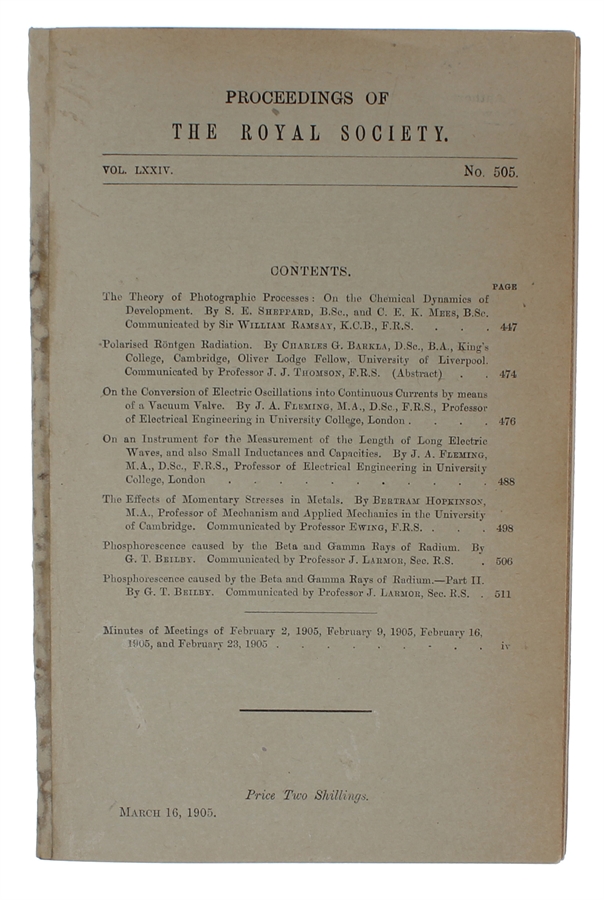 PROCEEDINGS OF
THE ROYAL SOCIETY.
VOL. LXXIV.
No. 505.
CONTENTS.
PAGE
The Theory of Photographic Processes: On the Chemical Dynamics of
Development. By S. E. SHEPPARD, B.Sc., and C. E. K. MEES, B.Sc.
Communicated by Sir WILLIAM RAMSAY, K.C.B., F.R.S. . . . 447
Polarised Röntgen Radiation. By CHARLES G. BARKLA, D.Sc., B.A., King's
College, Cambridge, Oliver Lodge Fellow, University of Liverpool.
Communicated by Professor J. J. THOMSON, F.R.S. (Abstract) . . 474
On the Conversion of Electric Oscillations into Continuous Currents by means
of a Vacuum Valve. By J. A. FLEMING, M.A., D.Sc., F.R.S., Professor
of Electrical Engineering in University College, London . . . . 476
On an Instrument for the Measurement of the Length of Long Electric
Waves, and also Small Inductances and Capacities. By J. A. FLEMING,
M.A., D.Sc., F.R.S., Professor of Electrical Engineering in University
College, London . . . . . . . . . . 488
The Effects of Momentary Stresses in Metals. By BERTRAM HOPKINSON,
M.A., Professor of Mechanism and Applied Mechanics in the University
of Cambridge. Communicated by Professor EWING, F.R.S. . . . 498
Phosphorescence caused by the Beta and Gamma Rays of Radium. By
G. T. BEILBY. Communicated by Professor J. LARMOR, Sec. R.S. . 506
Phosphorescence caused by the Beta and Gamma Rays of Radium.—Part II.
By G. T. BEILBY. Communicated by Professor J. LARMOR, Sec. R.S. . 511
Minutes of Meetings of February 2, 1905, February 9, 1905, February 16,
1905, and February 23, 1905 . . . . . . . . iv
Price Two Shillings.
MARCH 16, 1905.